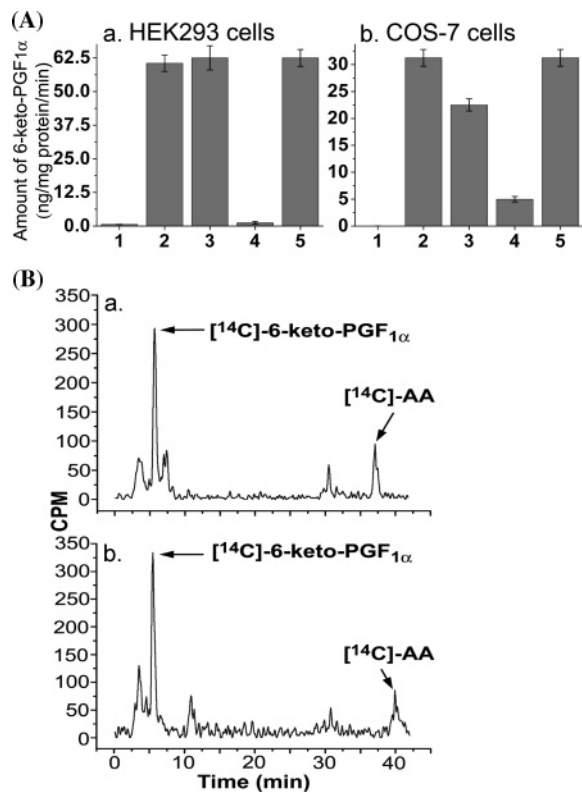 (A)
a. HEK293 cells
b. COS-7 cells
Amount of 6-keto-PGF1α
(ng/mg protein/min)
62.5
50.0
37.5
25.0
12.5
0.0
1 2 3 4 5
30
25
20
15
10
5
0
1 2 3 4 5
(B)
a.
[¹⁴C]-6-keto-PGF₁α
[¹⁴C]-AA
350
300
250
200
150
100
50
0
CPM
b.
[¹⁴C]-6-keto-PGF₁α
[¹⁴C]-AA
350
300
250
200
150
100
50
0
0 10 20 30 40
Time (min)